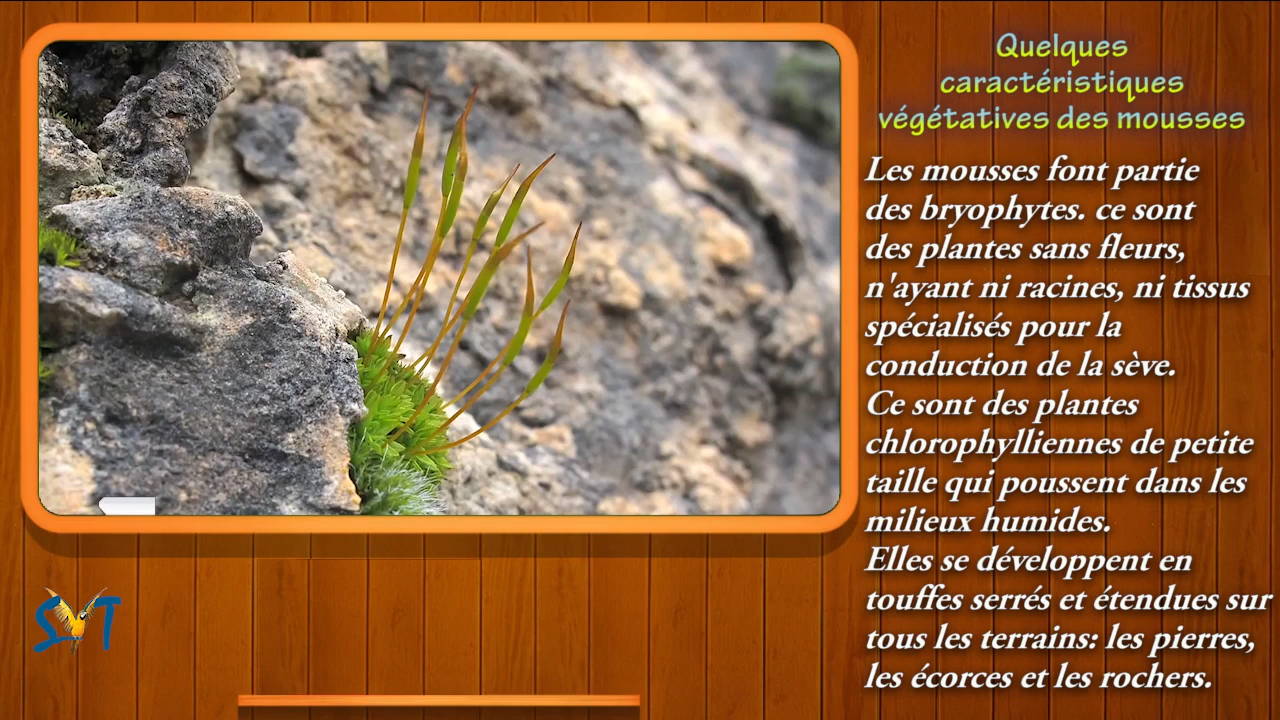 Quelques
caractéristiques
végétatives des mousses
Les mousses font partie
des bryophytes. ce sont
des plantes sans fleurs,
n'ayant ni racines, ni tissus
spécialisés pour la
conduction de la sève.
Ce sont des plantes
chlorophylliennes de petite
taille qui poussent dans les
milieux humides.
Elles se développent en
touffes serrés et étendues sur
tous les terrains: les pierres,
les écorces et les rochers.
SVT